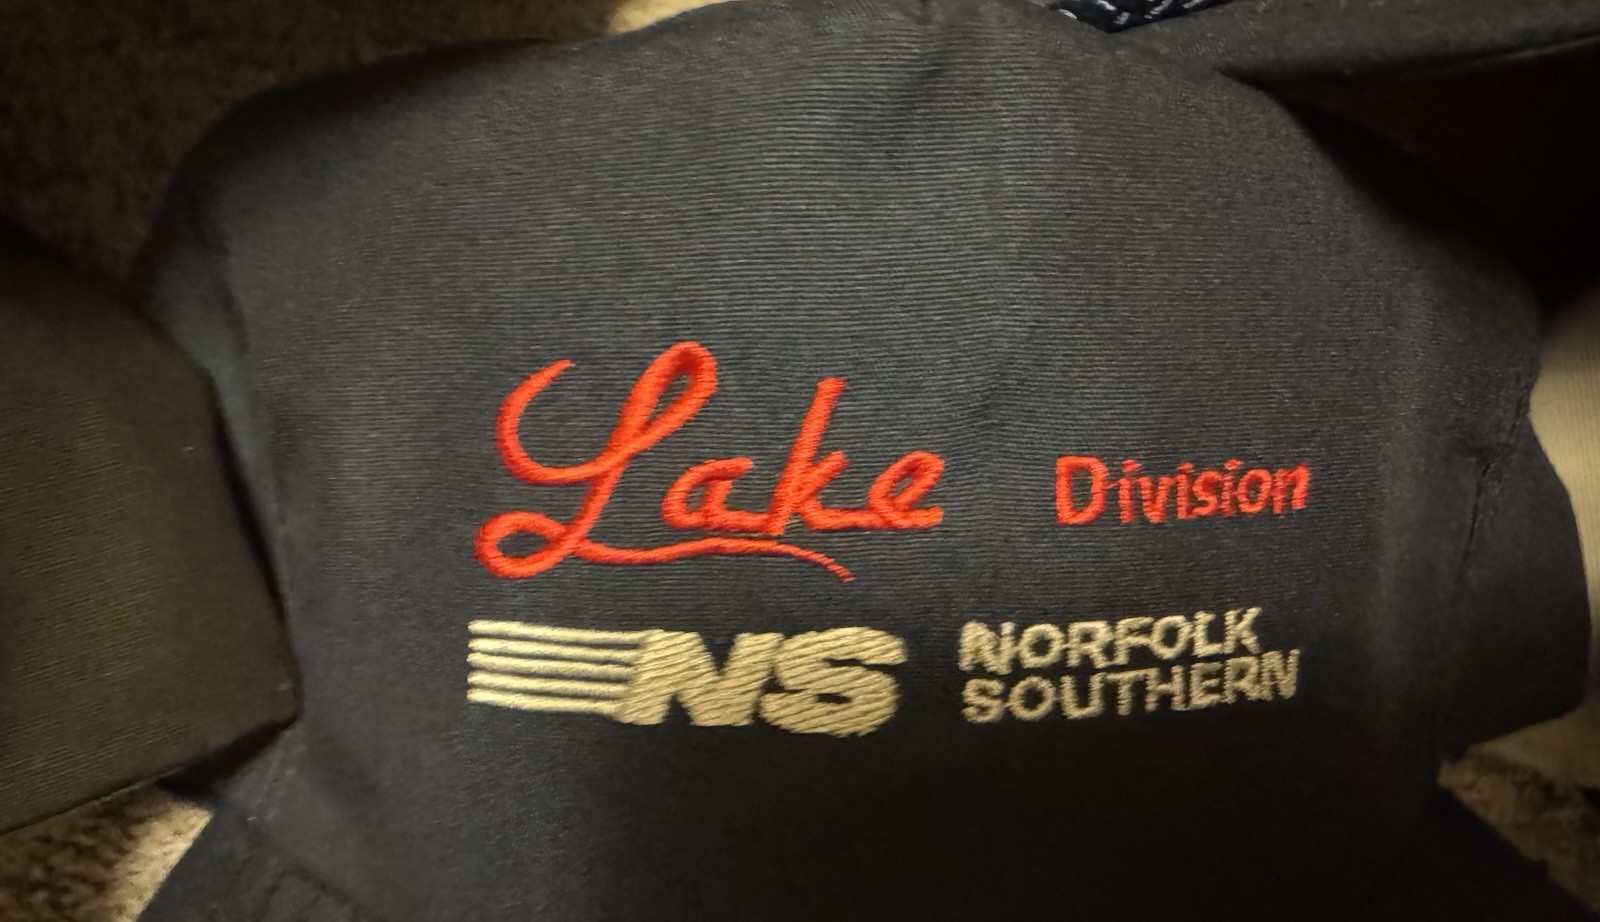 Lake Division
NS NORFOLK
SOUTHERN